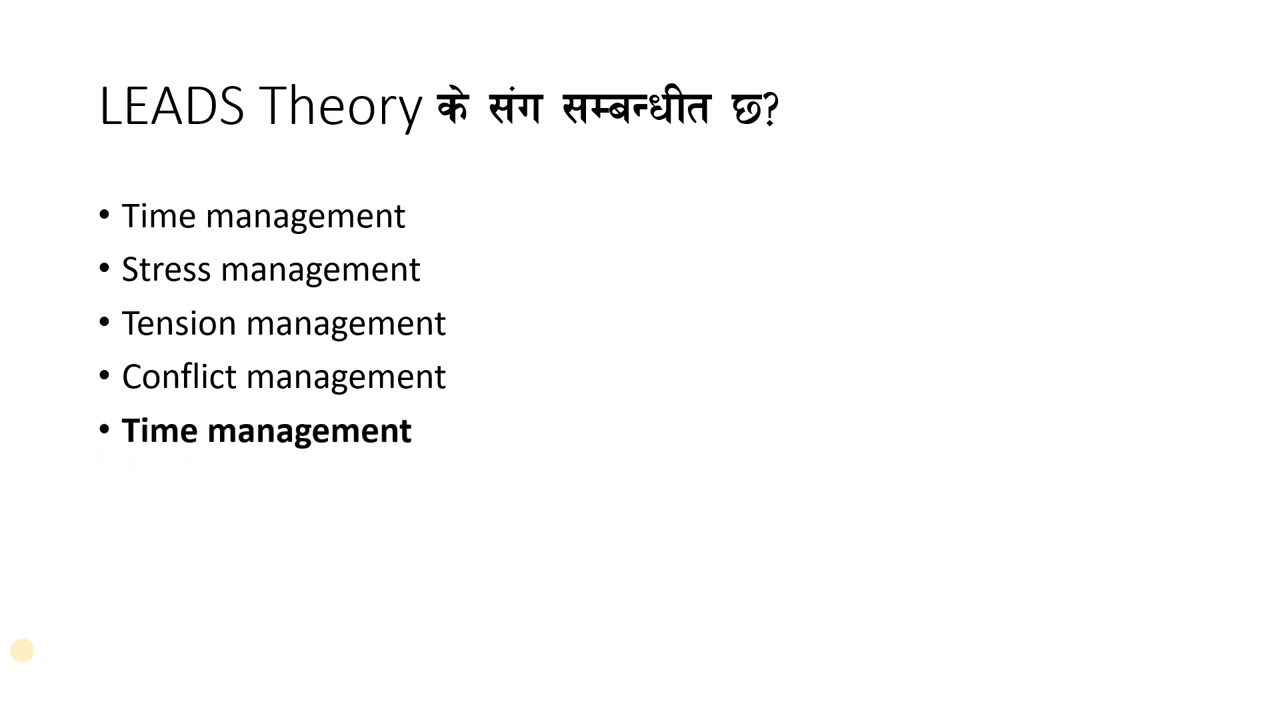 LEADS Theory के संग सम्बन्धीत छ?
• Time management
• Stress management
• Tension management
• Conflict management
• Time management